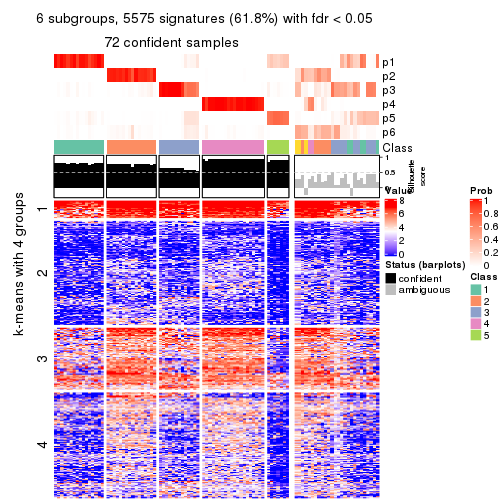 6 subgroups, 5575 signatures (61.8%) with fdr < 0.05
72 confident samples
p1
p2
p3
p4
p5
p6
Class
1
0.5
0
Silhouette
score
k-means with 4 groups
1
2
3
4
Value
8
6
4
2
0
Status (barplots)
confident
ambiguous
Prob
1
0.8
0.6
0.4
0.2
0
Class
1
2
3
4
5